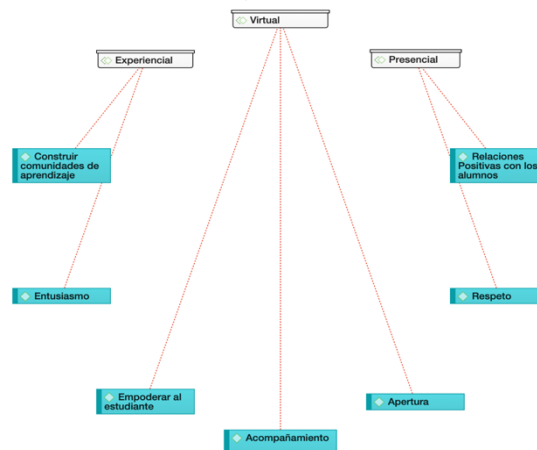 Virtual
Experiencial
Presencial
Construir
comunidades de
aprendizaje
Relaciones
Positivas con los
alumnos
Entusiasmo
Respeto
Empoderar al
estudiante
Apertura
Acompañamiento